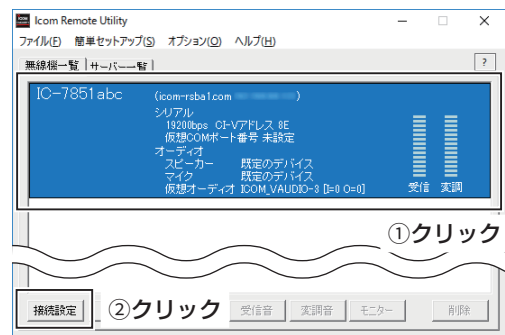 Icom Remote Utility
ファイル(F) 簡単セットアップ(S) オプション(O) ヘルプ(H)
無線機一覧 サーバー一覧 ?
IC-7851abc (icom-rsba1.com )
シリアル
19200bps CI-Vアドレス 8E
仮想COMポート番号 未設定
オーディオ
スピーカー 既定のデバイス
マイク 既定のデバイス
仮想オーディオ ICOM_VAUDIO-3 [I=0 O=0]
受信 変調
①クリック
接続設定 ②クリック 受信音 変調音 モニター 削除